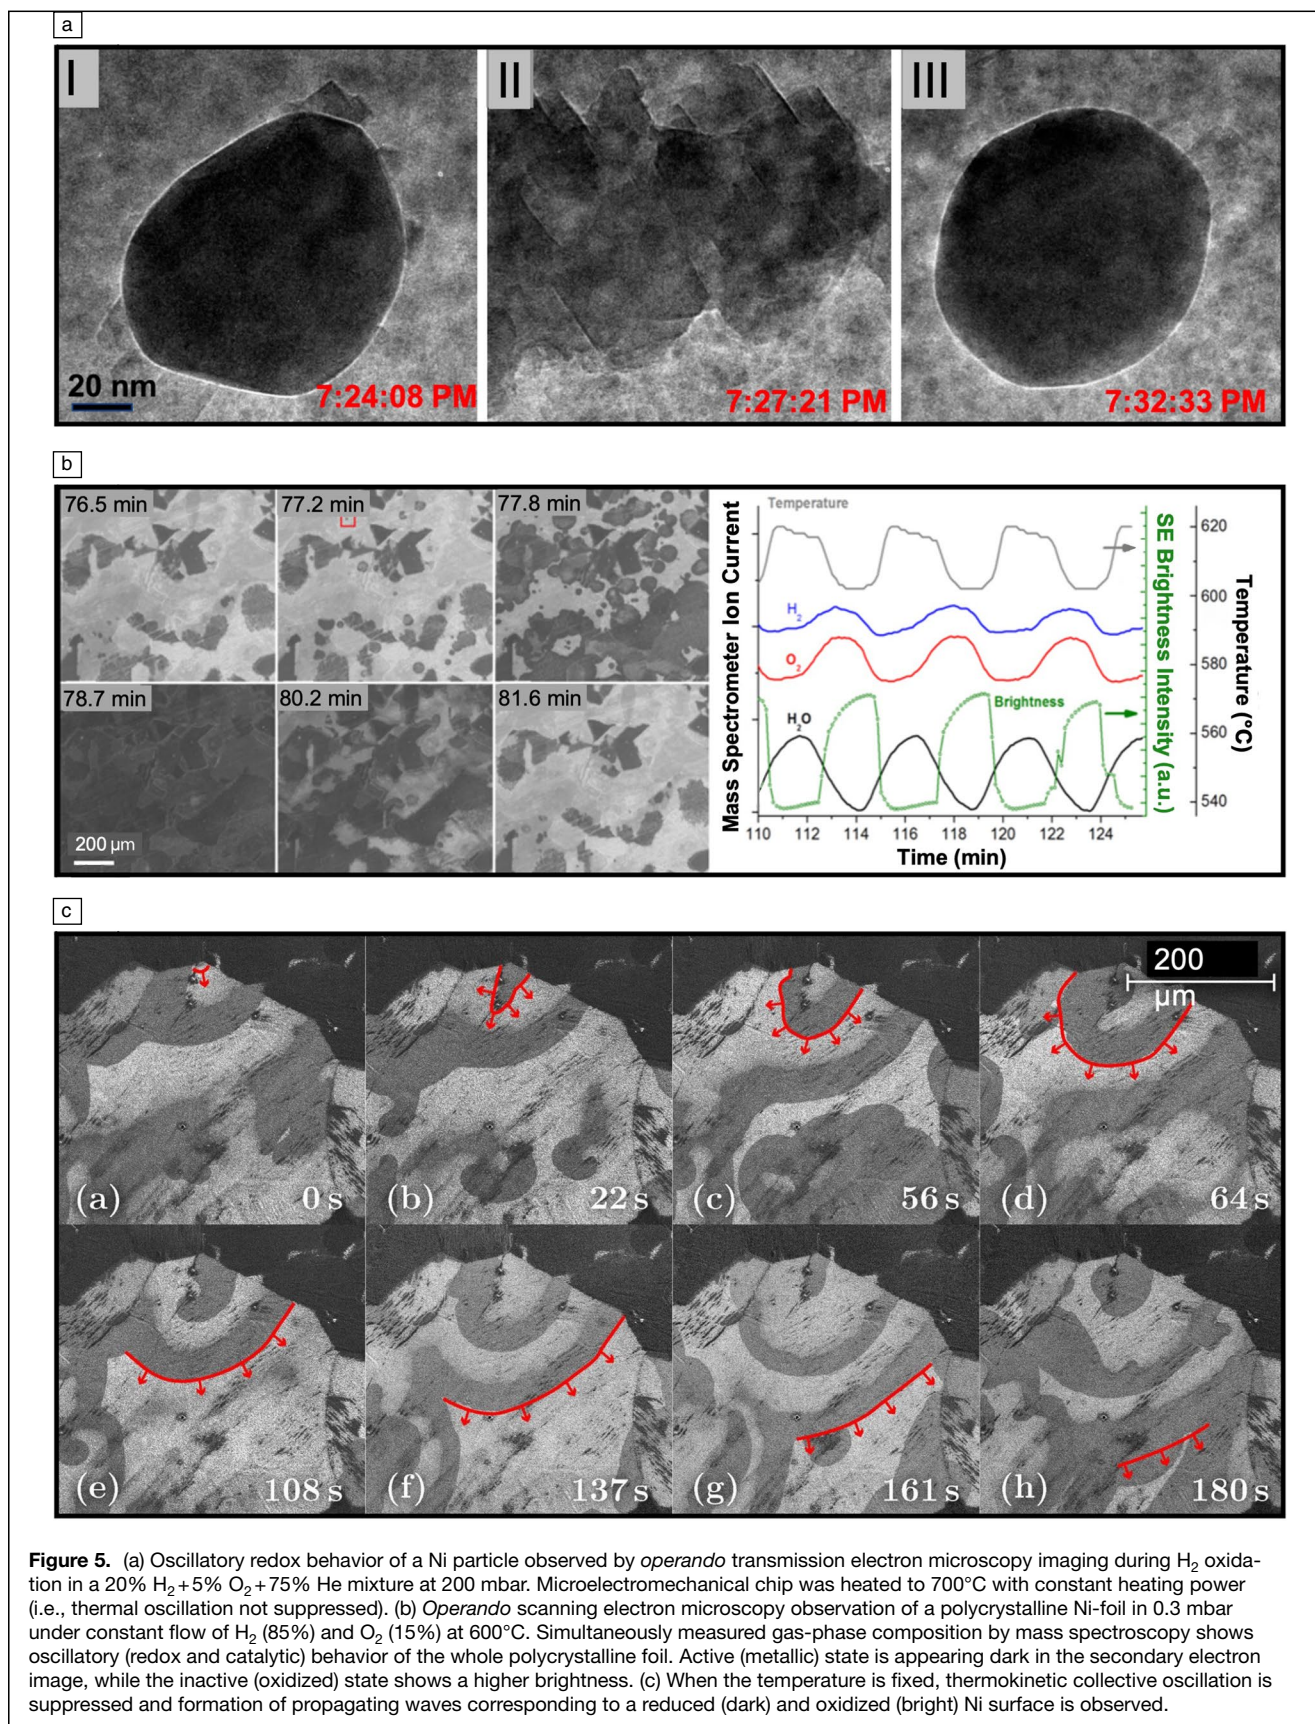 a
I
II
III
20 nm
7:24:08 PM
7:27:21 PM
7:32:33 PM
b
76.5 min
77.2 min
77.8 min
78.7 min
80.2 min
81.6 min
200 µm
Mass Spectrometer Ion Current
Temperature
H₂
O₂
Brightness
H₂O
110 112 114 116 118 120 122 124
Time (min)
SE Brightness Intensity (a.u.)
620
600
580
560
540
Temperature (°C)
c
200
µm
(a) 0 s
(b) 22 s
(c) 56 s
(d) 64 s
(e) 108 s
(f) 137 s
(g) 161 s
(h) 180 s
Figure 5. (a) Oscillatory redox behavior of a Ni particle observed by operando transmission electron microscopy imaging during H₂ oxida-
tion in a 20% H₂+5% O₂+75% He mixture at 200 mbar. Microelectromechanical chip was heated to 700°C with constant heating power
(i.e., thermal oscillation not suppressed). (b) Operando scanning electron microscopy observation of a polycrystalline Ni-foil in 0.3 mbar
under constant flow of H₂ (85%) and O₂ (15%) at 600°C. Simultaneously measured gas-phase composition by mass spectroscopy shows
oscillatory (redox and catalytic) behavior of the whole polycrystalline foil. Active (metallic) state is appearing dark in the secondary electron
image, while the inactive (oxidized) state shows a higher brightness. (c) When the temperature is fixed, thermokinetic collective oscillation is
suppressed and formation of propagating waves corresponding to a reduced (dark) and oxidized (bright) Ni surface is observed.